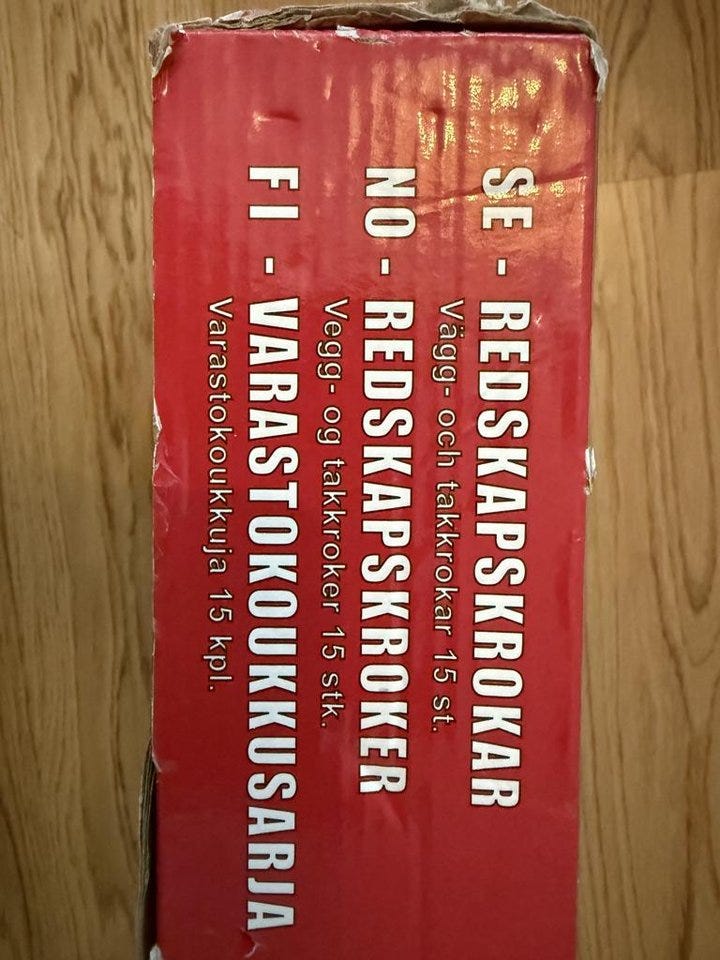 SE - REDSKAPSKROKAR
Vägg- och takkrokar 15 st.
NO - REDSKAPSKROKER
Vegg- og takkroker 15 stk.
FI - VARASTOKOUKKUSARJA
Varastokoukkuja 15 kpl.